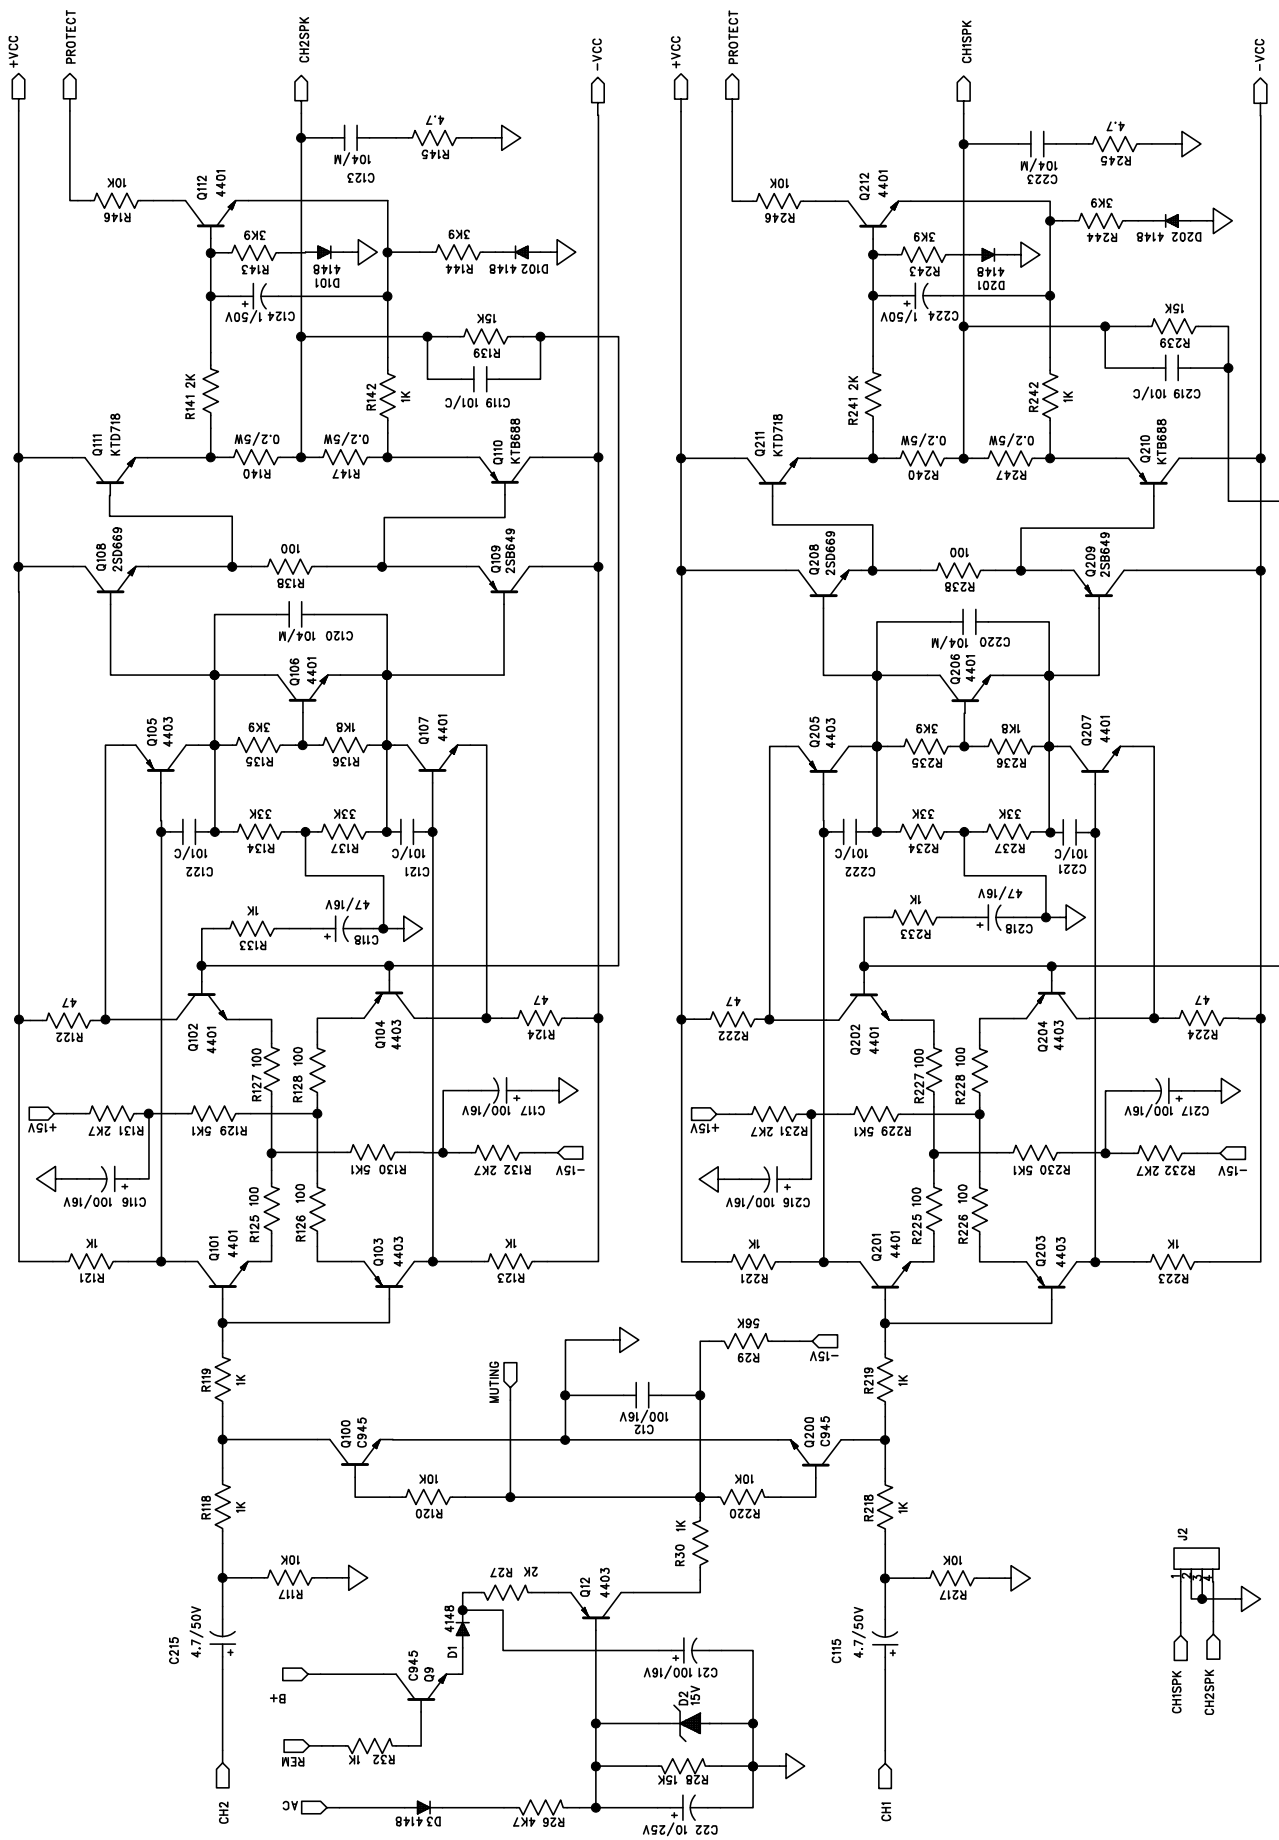 +VCC
PROTECT
CH2SPK
-VCC
R146
10K
Q112
4401
R143
3K9
D101
4148
R144
3K9
D102 4148
C123
104/M
R145
4.7
C124 1/50V
R141 2K
R142
1K
R139
15K
C119 101/C
Q111
KTD718
R140
0.2/5W
R147
0.2/5W
Q110
KTB688
Q108
2SD669
R138
100
Q109
2SB649
C120 104/M
Q106
4401
Q105
4403
R135
3K9
R136
1K8
Q107
4401
C122
101/C
R134
33K
R137
33K
C121
101/C
R133
1K
C118
47/16V
R122
47
Q102
4401
Q104
4403
R124
47
R127 100
R128 100
+15V
R131 2K7
R129 5K1
C117
100/16V
R130 5K1
R132 2K7
-15V
C116 100/16V
R125 100
R126 100
R121
1K
Q101
4401
Q103
4403
R123
1K
R119
1K
R118
1K
R117
10K
C215
4.7/50V
CH2
Q100
C945
R120
10K
MUTING
C12
100/16V
R29
56K
-15V
Q200
C945
R220
10K
R30 1K
Q12
4403
R27 2K
D1
4148
C945
Q9
B+
REM
R32
1K
AC
D3 4148
R26 4K7
C21 100/16V
D2
15V
R28 15K
C22 10/25V
+VCC
PROTECT
CH1SPK
-VCC
R246
10K
Q212
4401
R243
3K9
D201
4148
R244
3K9
D202 4148
C223
104/M
R245
4.7
C224 1/50V
R241 2K
R242
1K
R239
15K
C219 101/C
Q211
KTD718
R240
0.2/5W
R247
0.2/5W
Q210
KTB688
Q208
2SD669
R238
100
Q209
2SB649
C220
104/M
Q206
4401
Q205
4403
R235
3K9
R236
1K8
Q207
4401
C222
101/C
R234
33K
R237
33K
C221
101/C
R233
1K
C218
47/16V
R222
47
Q202
4401
Q204
4403
R224
47
R227 100
R228 100
+15V
R231 2K7
R229 5K1
C217
100/16V
R230 5K1
R232 2K7
-15V
C216 100/16V
R225 100
R226 100
R221
1K
Q201
4401
Q203
4403
R223
1K
R219
1K
R218
1K
R217
10K
C115
4.7/50V
CH1
J2
1
2
3
4
CH1SPK
CH2SPK